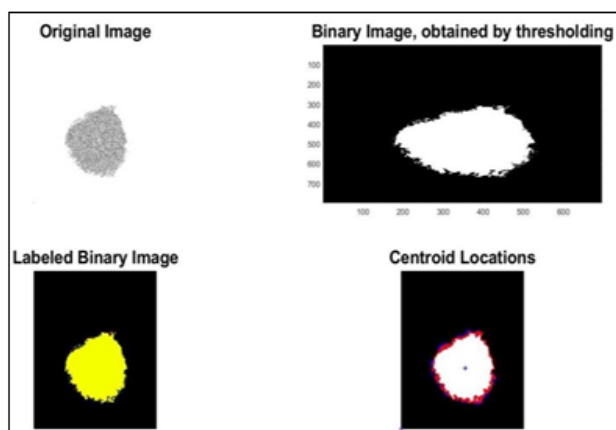 Original Image
Binary Image, obtained by thresholding
100
200
300
400
500
600
700
100 200 300 400 500 600
Labeled Binary Image
Centroid Locations